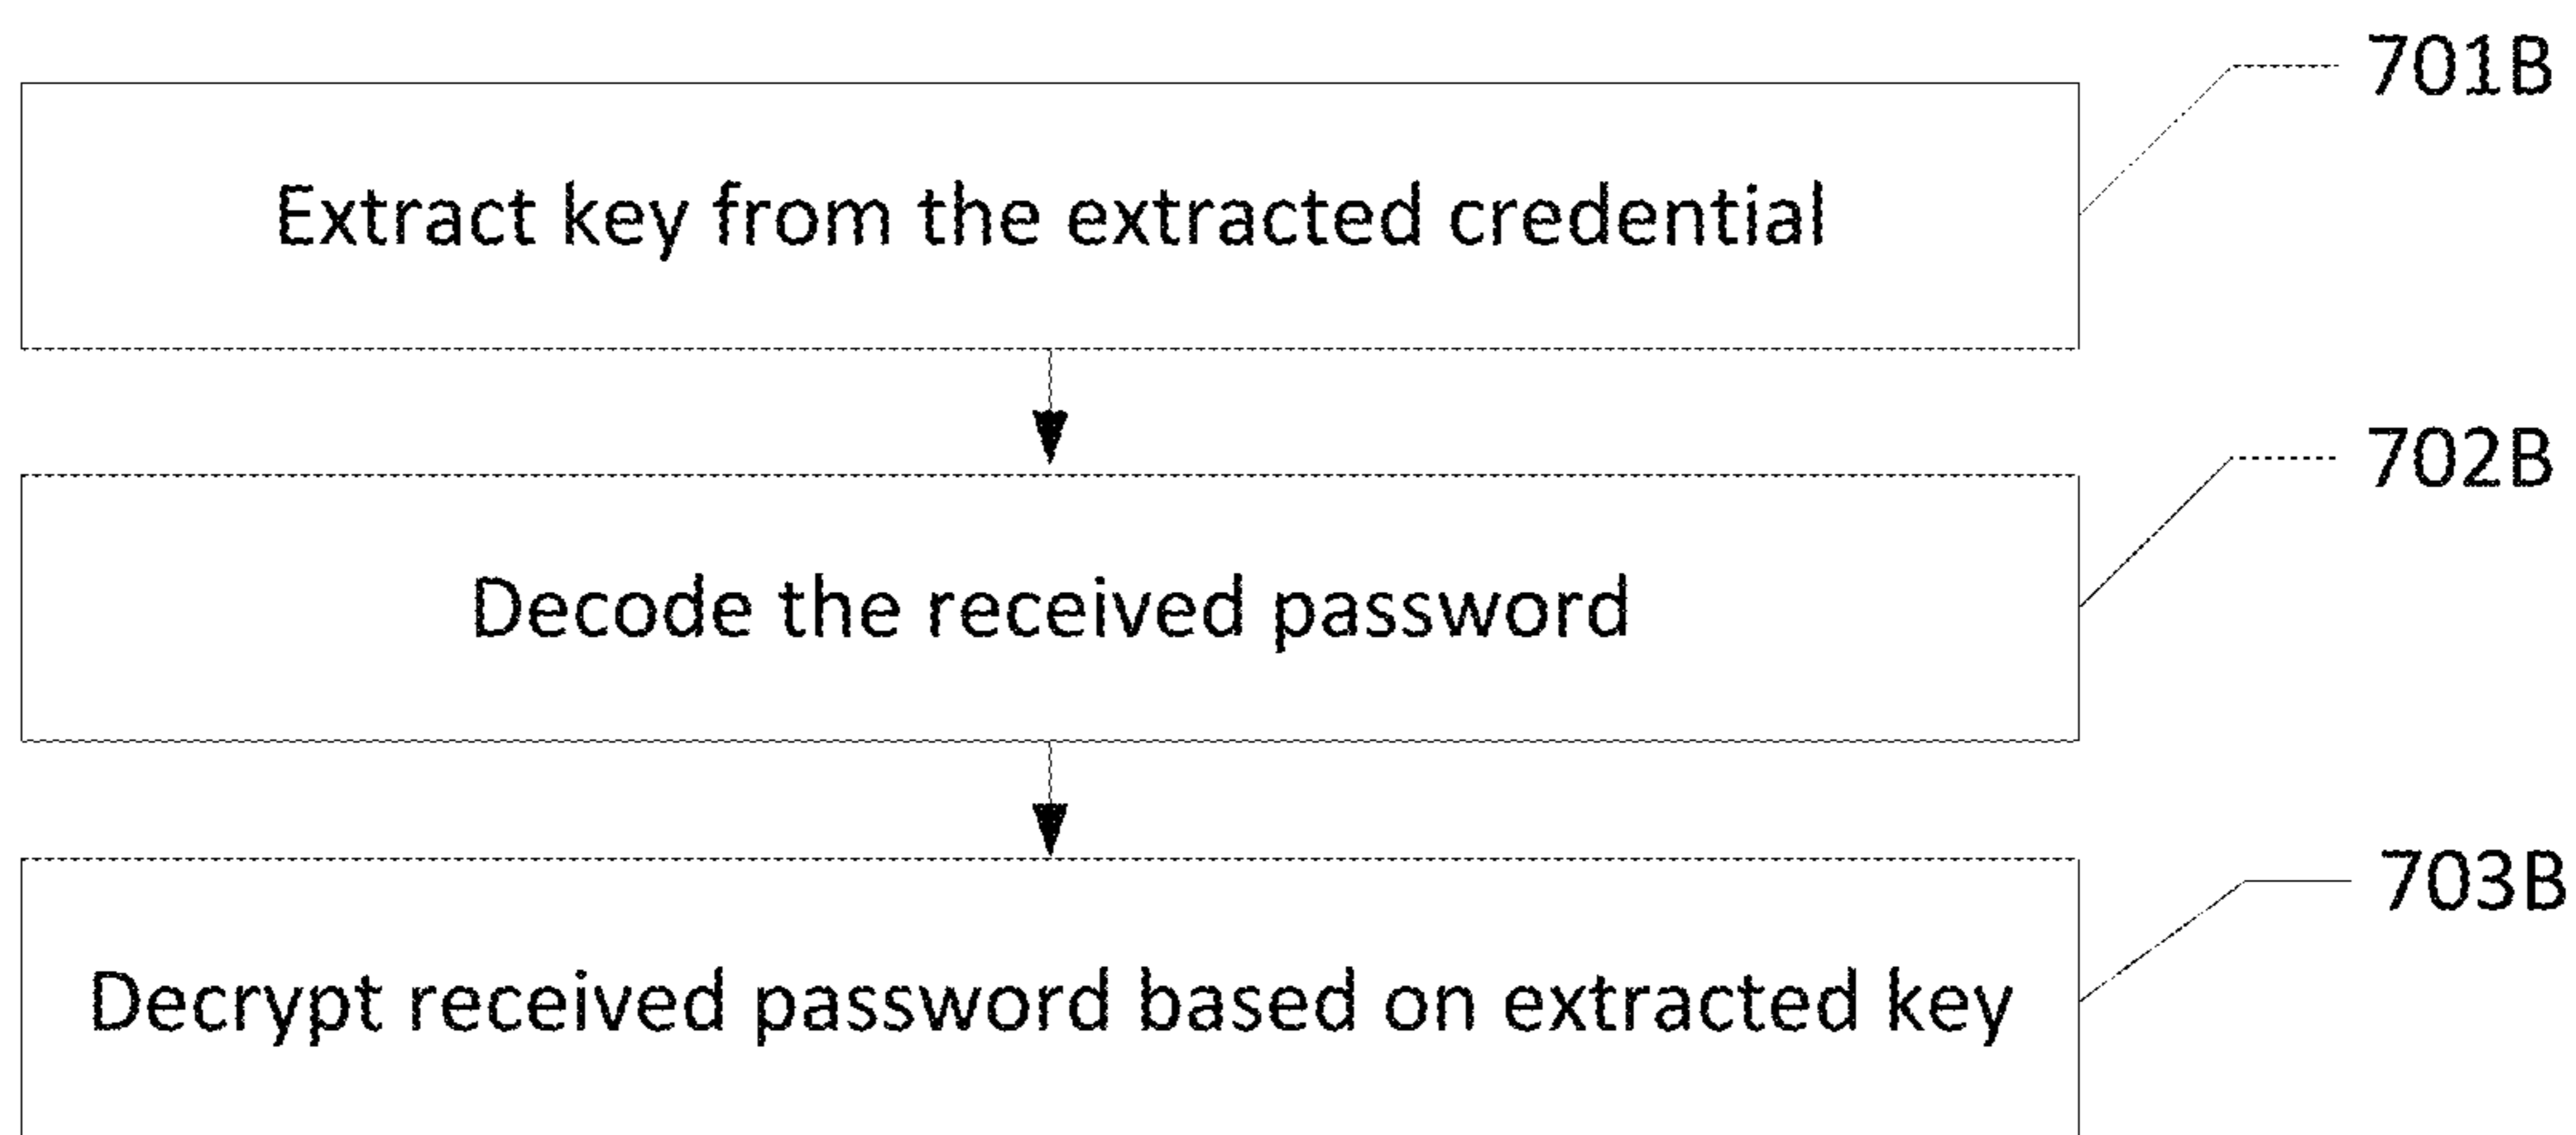 701B
Extract key from the extracted credential
702B
Decode the received password
703B
Decrypt received password based on extracted key